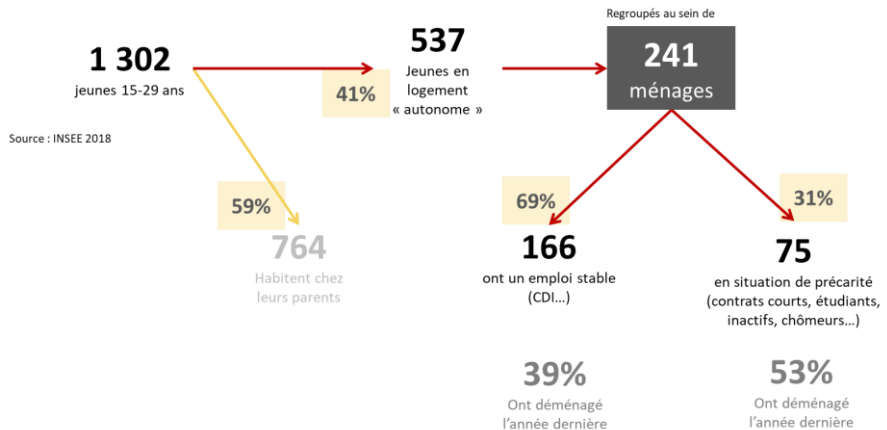 1 302
jeunes 15-29 ans
Source : INSEE 2018
41%
537
Jeunes en
logement
« autonome »
Regroupés au sein de
241
ménages
59%
764
Habitent chez
leurs parents
69%
166
ont un emploi stable
(CDI...)
39%
Ont déménagé
l'année dernière
31%
75
en situation de précarité
(contrats courts, étudiants,
inactifs, chômeurs...)
53%
Ont déménagé
l'année dernière